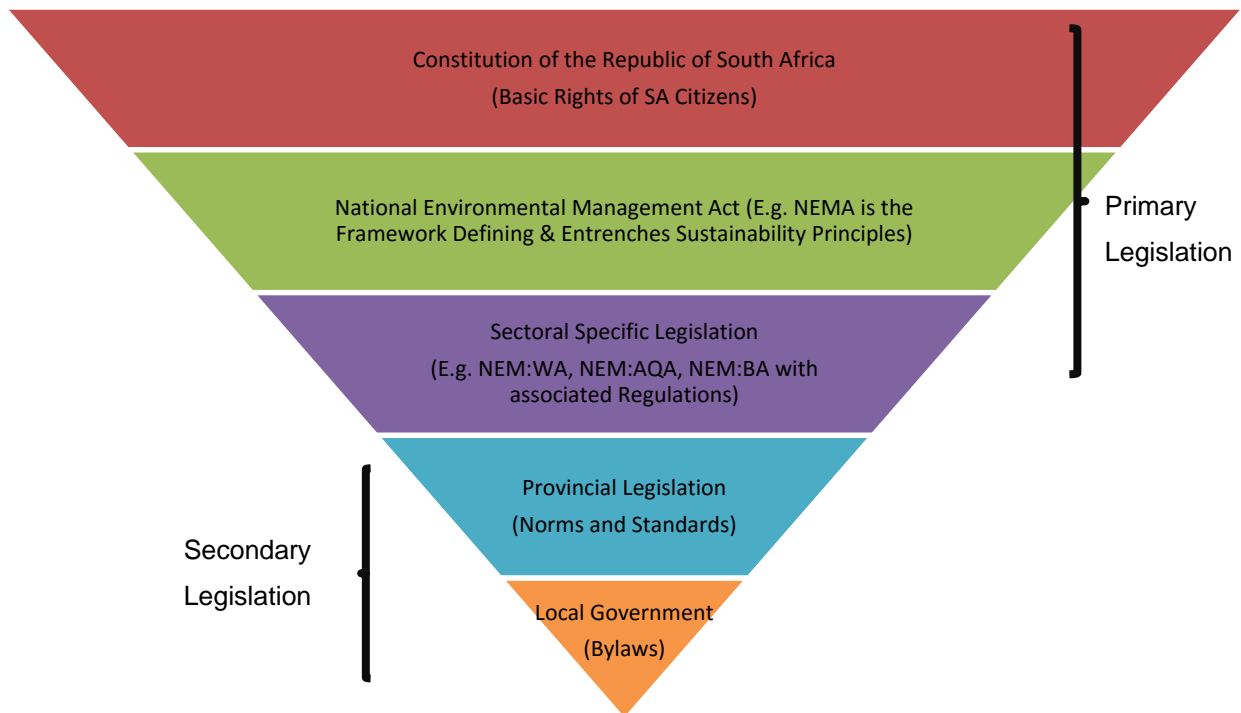 Constitution of the Republic of South Africa
(Basic Rights of SA Citizens)
National Environmental Management Act (E.g. NEMA is the
Framework Defining & Entrenches Sustainability Principles)
Primary
Legislation
Sectoral Specific Legislation
(E.g. NEM:WA, NEM:AQA, NEM:BA with
associated Regulations)
Provincial Legislation
(Norms and Standards)
Secondary
Legislation
Local Government
(Bylaws)